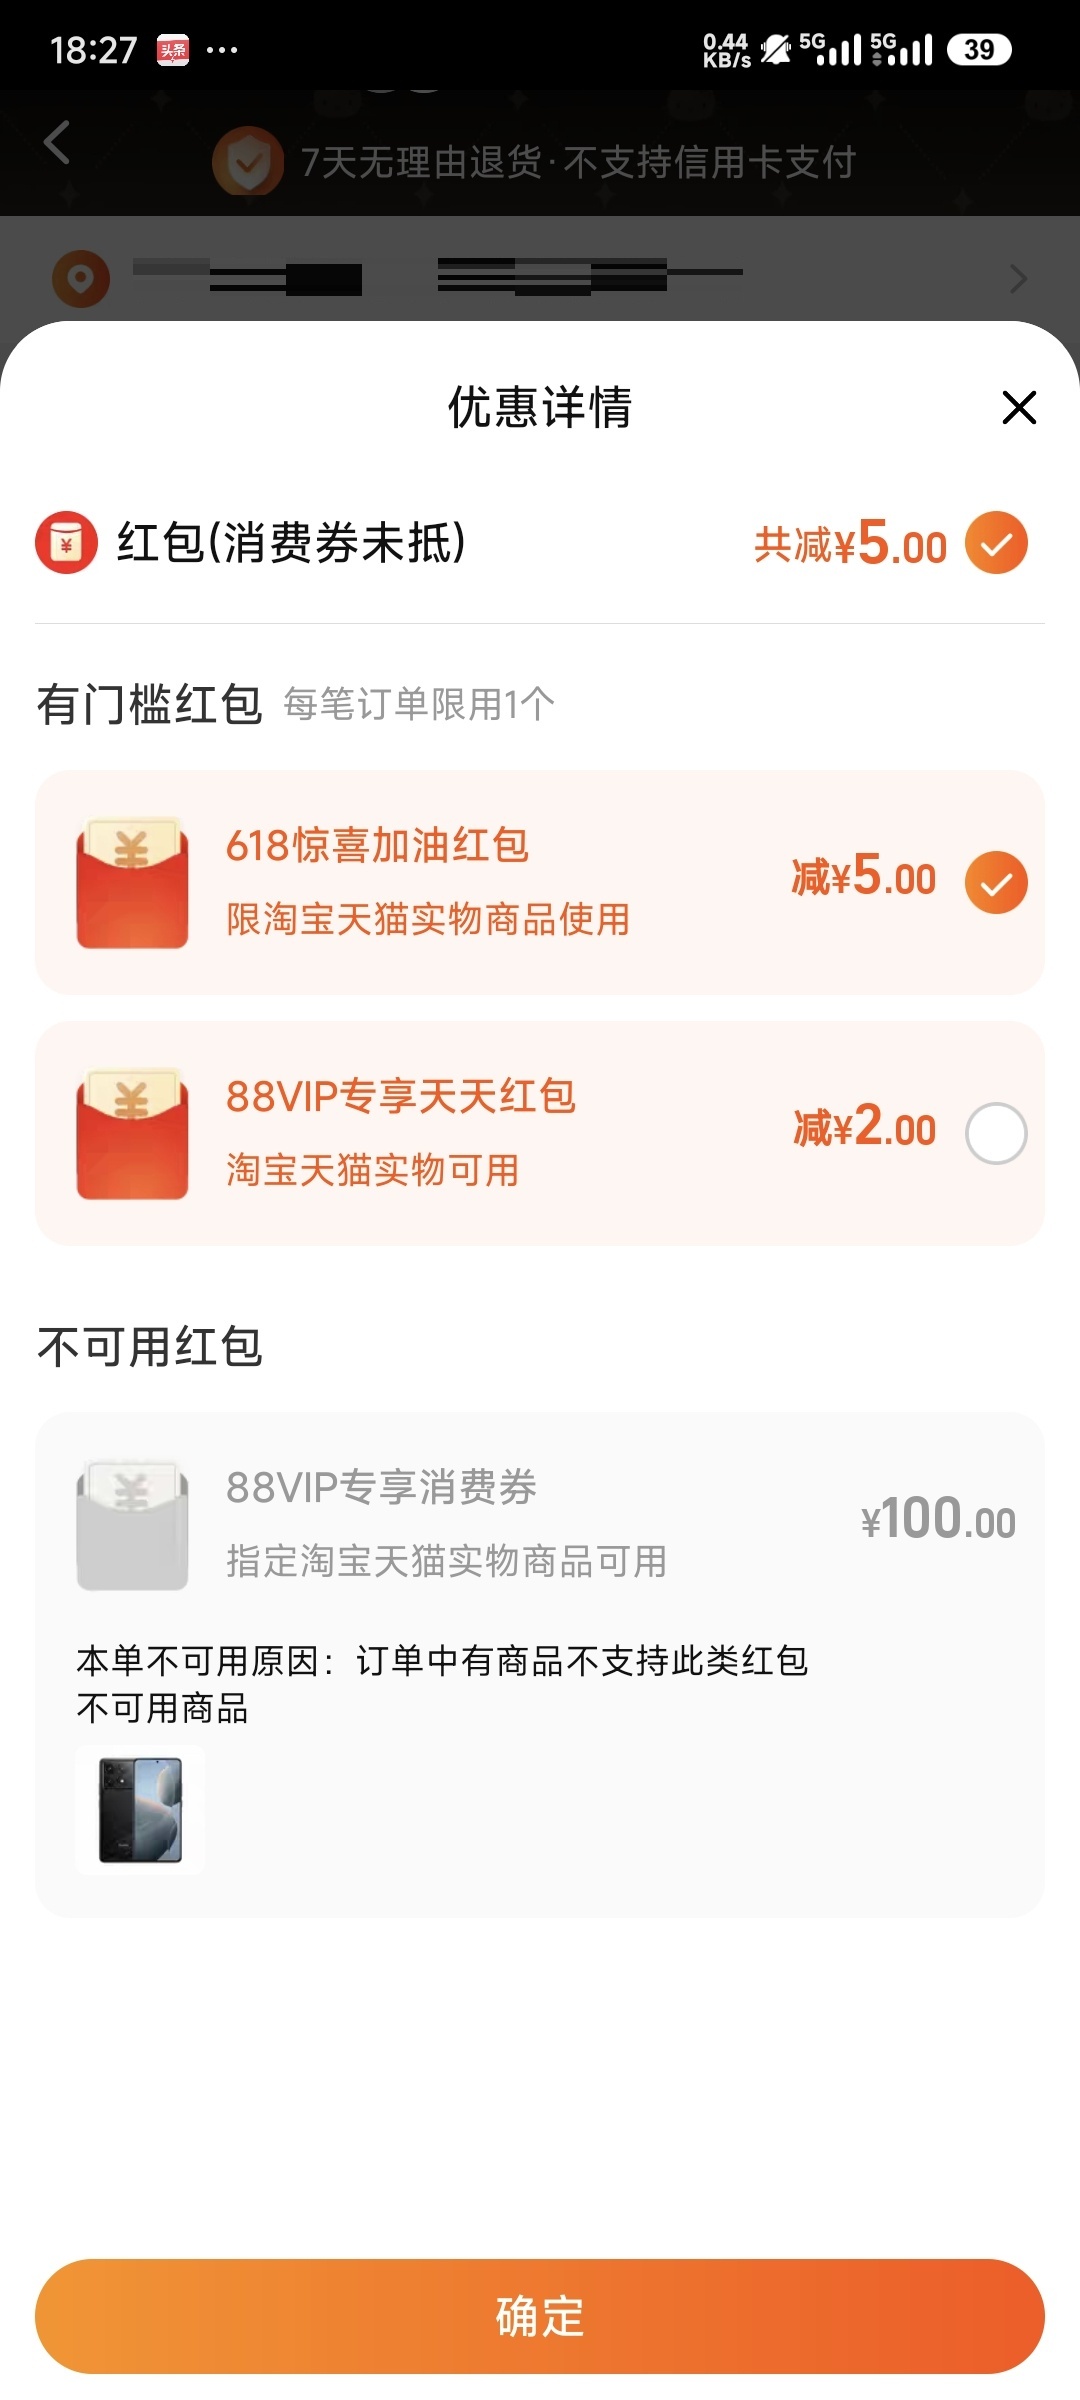 18:27 头条 ... 0.44 KB/s 5G 5G 39
7天无理由退货·不支持信用卡支付
优惠详情
红包(消费券未抵) 共减¥5.00
有门槛红包 每笔订单限用1个
618惊喜加油红包
减¥5.00
限淘宝天猫实物商品使用
88VIP专享天天红包
减¥2.00
淘宝天猫实物可用
不可用红包
88VIP专享消费券
¥100.00
指定淘宝天猫实物商品可用
本单不可用原因：订单中有商品不支持此类红包
不可用商品
确定